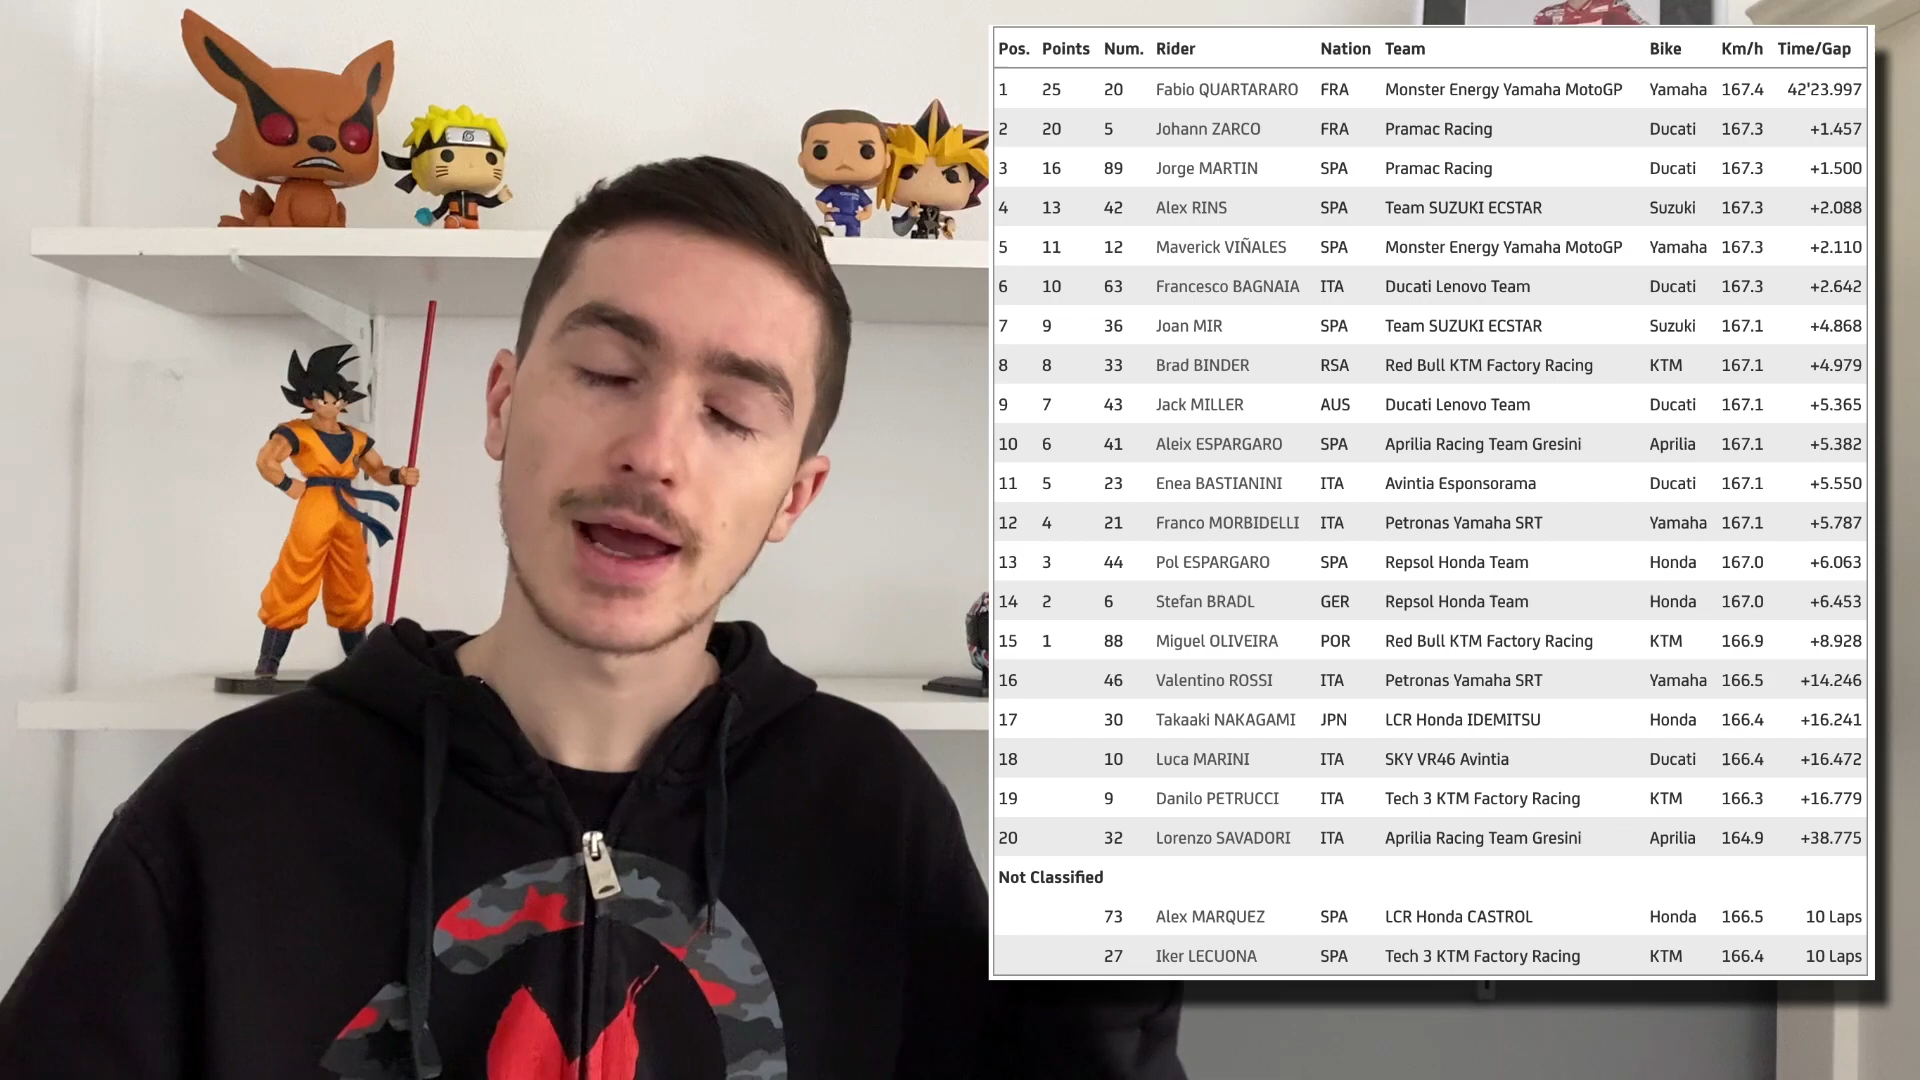 Pos. Points Num. Rider Nation Team Bike Km/h Time/Gap
1 25 20 Fabio QUARTARARO FRA Monster Energy Yamaha MotoGP Yamaha 167.4 42'23.997
2 20 5 Johann ZARCO FRA Pramac Racing Ducati 167.3 +1.457
3 16 89 Jorge MARTIN SPA Pramac Racing Ducati 167.3 +1.500
4 13 42 Alex RINS SPA Team SUZUKI ECSTAR Suzuki 167.3 +2.088
5 11 12 Maverick VIÑALES SPA Monster Energy Yamaha MotoGP Yamaha 167.3 +2.110
6 10 63 Francesco BAGNAIA ITA Ducati Lenovo Team Ducati 167.3 +2.642
7 9 36 Joan MIR SPA Team SUZUKI ECSTAR Suzuki 167.1 +4.868
8 8 33 Brad BINDER RSA Red Bull KTM Factory Racing KTM 167.1 +4.979
9 7 43 Jack MILLER AUS Ducati Lenovo Team Ducati 167.1 +5.365
10 6 41 Aleix ESPARGARO SPA Aprilia Racing Team Gresini Aprilia 167.1 +5.382
11 5 23 Enea BASTIANINI ITA Avintia Esponsorama Ducati 167.1 +5.550
12 4 21 Franco MORBIDELLI ITA Petronas Yamaha SRT Yamaha 167.1 +5.787
13 3 44 Pol ESPARGARO SPA Repsol Honda Team Honda 167.0 +6.063
14 2 6 Stefan BRADL GER Repsol Honda Team Honda 167.0 +6.453
15 1 88 Miguel OLIVEIRA POR Red Bull KTM Factory Racing KTM 166.9 +8.928
16 46 Valentino ROSSI ITA Petronas Yamaha SRT Yamaha 166.5 +14.246
17 30 Takaaki NAKAGAMI JPN LCR Honda IDEMITSU Honda 166.4 +16.241
18 10 Luca MARINI ITA SKY VR46 Avintia Ducati 166.4 +16.472
19 9 Danilo PETRUCCI ITA Tech 3 KTM Factory Racing KTM 166.3 +16.779
20 32 Lorenzo SAVADORI ITA Aprilia Racing Team Gresini Aprilia 164.9 +38.775
Not Classified
73 Alex MARQUEZ SPA LCR Honda CASTROL Honda 166.5 10 Laps
27 Iker LECUONA SPA Tech 3 KTM Factory Racing KTM 166.4 10 Laps